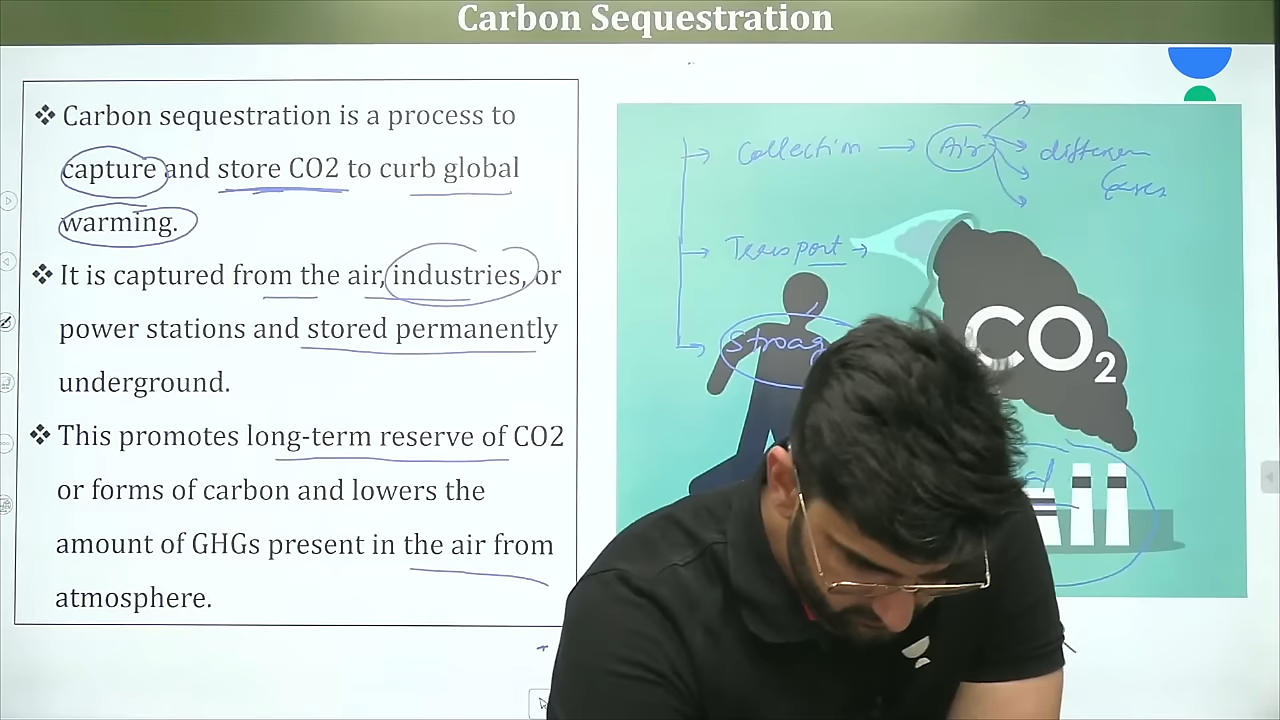 Carbon Sequestration
❖ Carbon sequestration is a process to
capture and store CO2 to curb global
warming.
❖ It is captured from the air, industries, or
power stations and stored permanently
underground.
❖ This promotes long-term reserve of CO2
or forms of carbon and lowers the
amount of GHGs present in the air from
atmosphere.
→ Collection → Air
→ Transport →
→ Stroag
CO2